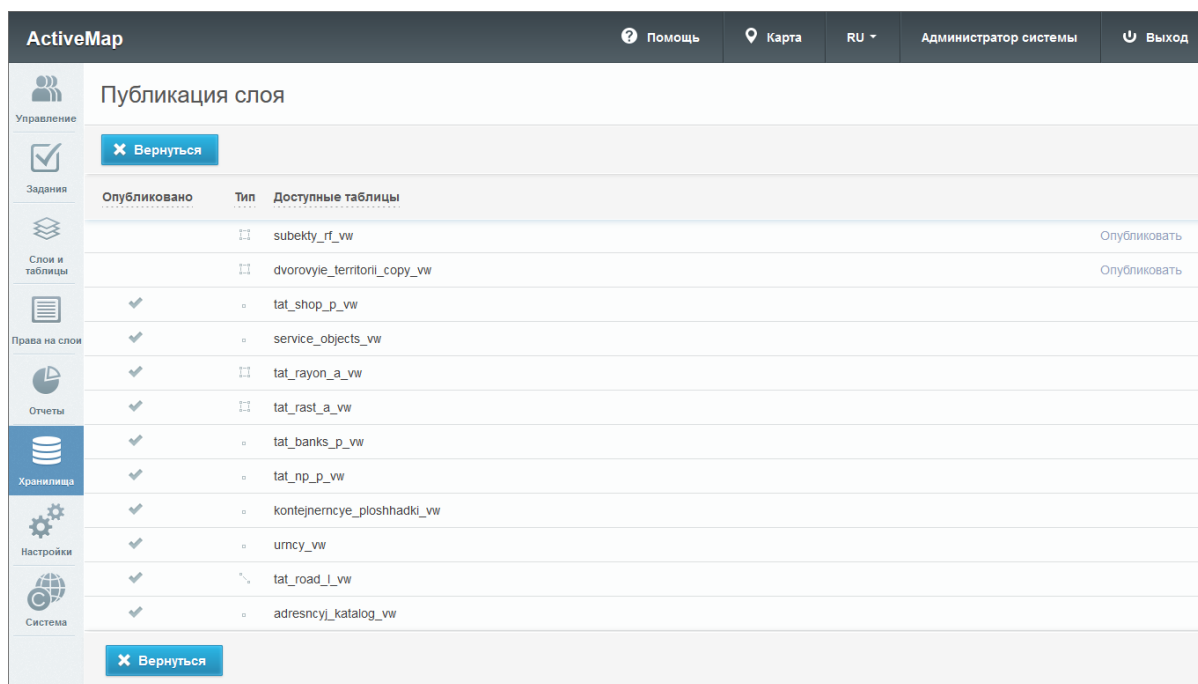 ActiveMap
Помощь
Карта
RU
Администратор системы
Выход
Управление
Задания
Слои и
таблицы
Права на слои
Отчеты
Хранилища
Настройки
Система
Публикация слоя
Вернуться
Опубликовано Тип Доступные таблицы
subekty_rf_vw Опубликовать
dvorovyie_territorii_copy_vw Опубликовать
tat_shop_p_vw
service_objects_vw
tat_rayon_a_vw
tat_rast_a_vw
tat_banks_p_vw
tat_np_p_vw
kontejnerncye_ploshhadki_vw
urncy_vw
tat_road_l_vw
adresncyj_katalog_vw
Вернуться